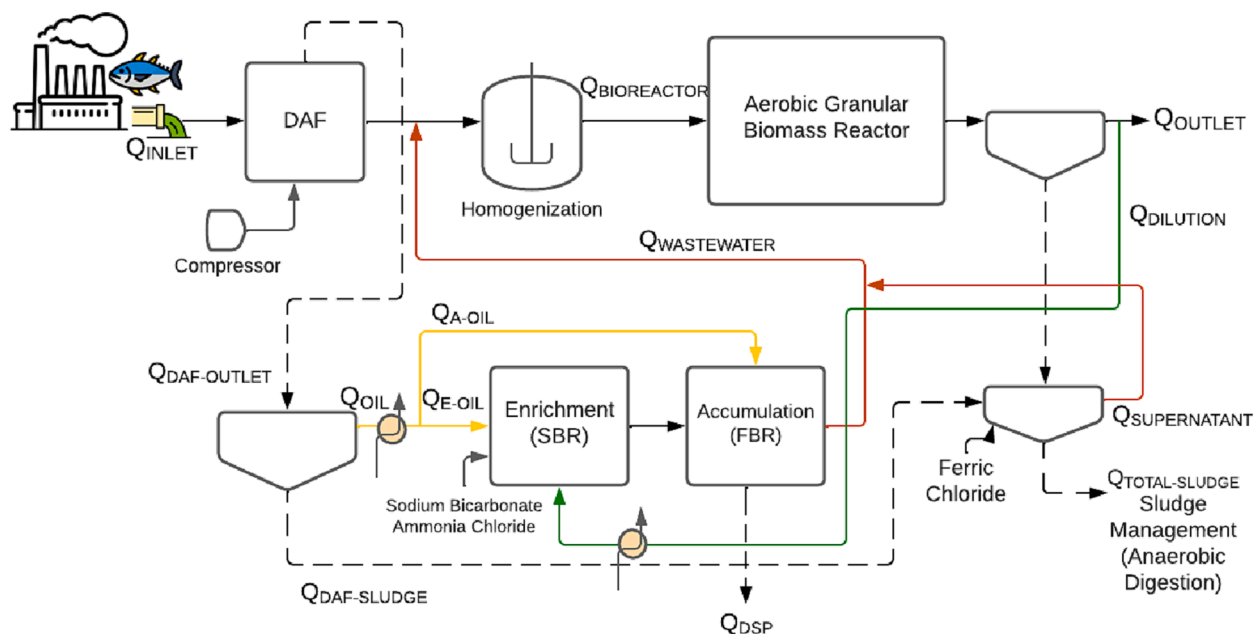 DAF
QINLET
Compressor
Homogenization
QBIOREACTOR
Aerobic Granular
Biomass Reactor
QOUTLET
QDILUTION
QWASTEWATER
QA-OIL
QDAF-OUTLET
QOIL
QE-OIL
Enrichment
(SBR)
Accumulation
(FBR)
QSUPERNATANT
Sodium Bicarbonate
Ammonia Chloride
Ferric
Chloride
QTOTAL-SLUDGE
Sludge
Management
(Anaerobic
Digestion)
QDAF-SLUDGE
QDSP